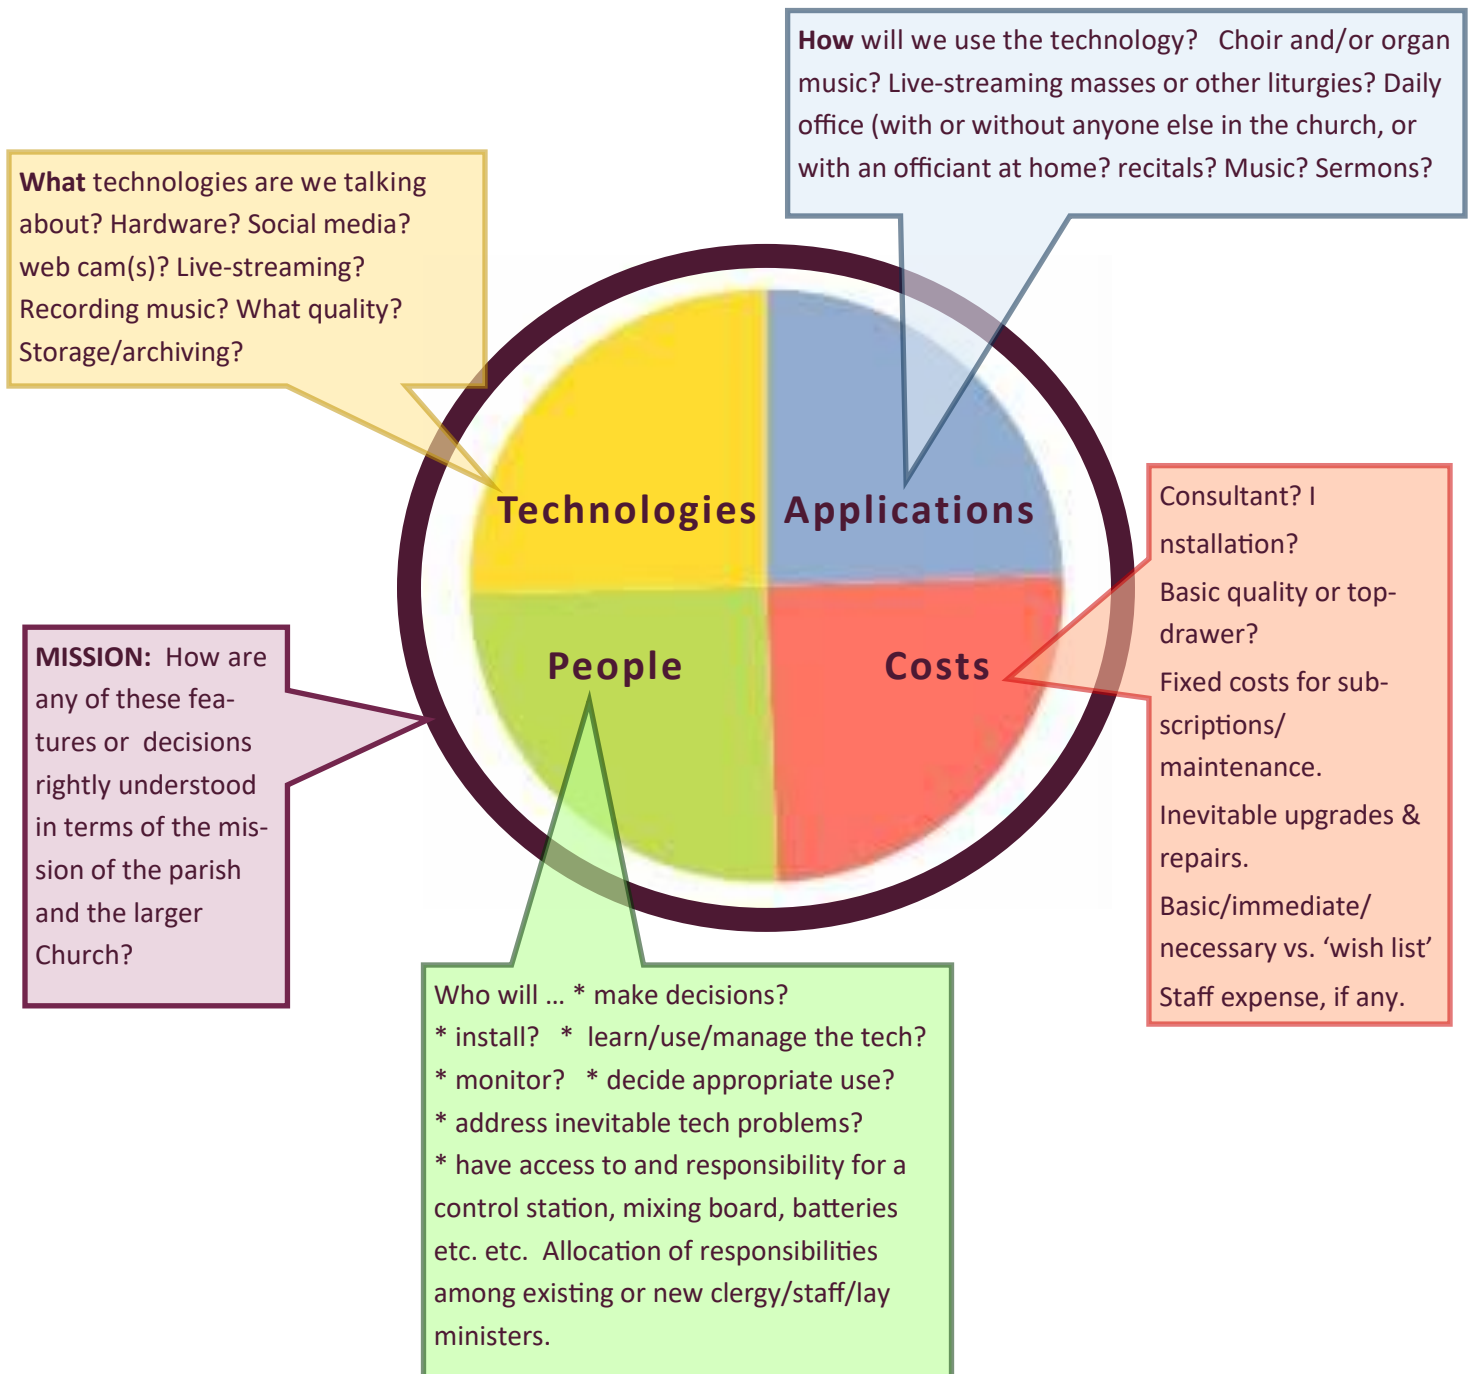 How will we use the technology? Choir and/or organ
music? Live-streaming masses or other liturgies? Daily
office (with or without anyone else in the church, or
with an officiant at home? recitals? Music? Sermons?
What technologies are we talking
about? Hardware? Social media?
web cam(s)? Live-streaming?
Recording music? What quality?
Storage/archiving?
Technologies
Applications
People
Costs
Consultant? I
nstallation?
Basic quality or top-
drawer?
Fixed costs for sub-
scriptions/
maintenance.
Inevitable upgrades &
repairs.
Basic/immediate/
necessary vs. ‘wish list’
Staff expense, if any.
MISSION: How are
any of these fea-
tures or decisions
rightly understood
in terms of the mis-
sion of the parish
and the larger
Church?
Who will … * make decisions?
* install? * learn/use/manage the tech?
* monitor? * decide appropriate use?
* address inevitable tech problems?
* have access to and responsibility for a
control station, mixing board, batteries
etc. etc. Allocation of responsibilities
among existing or new clergy/staff/lay
ministers.